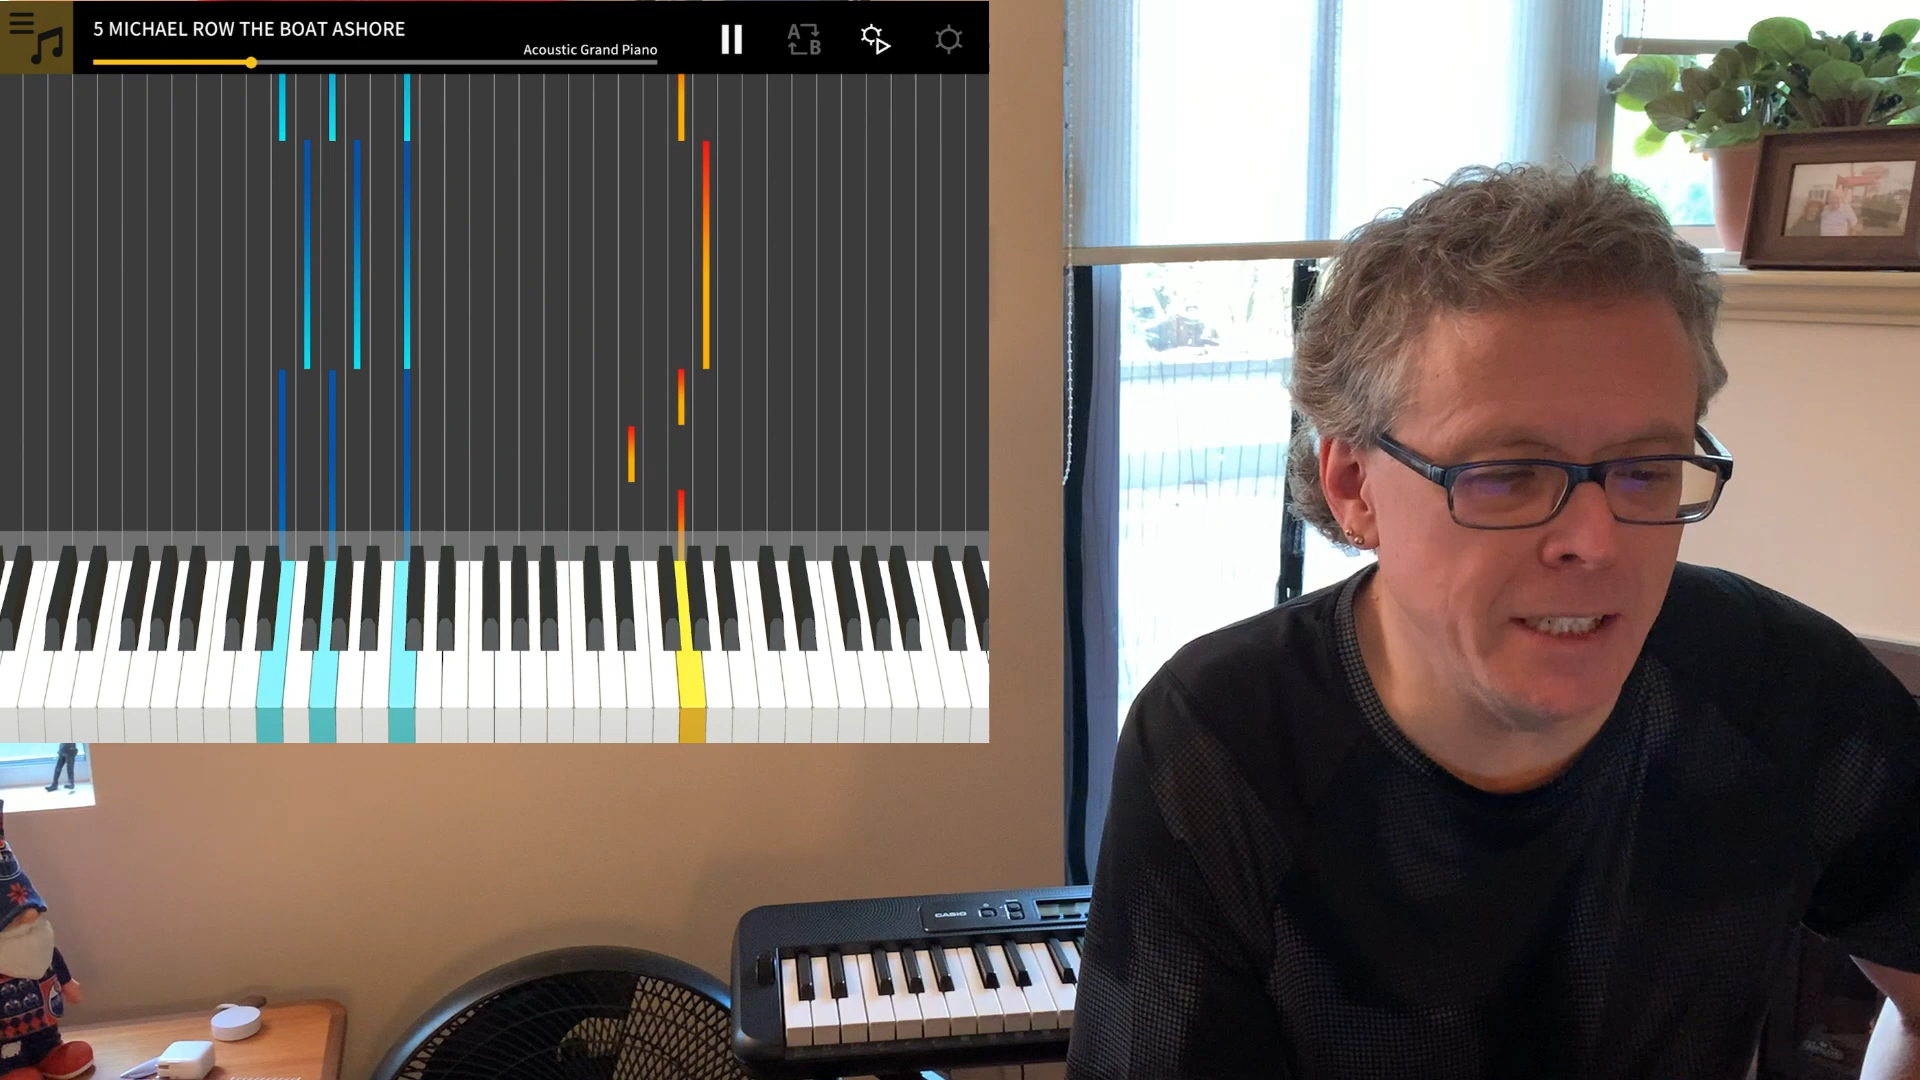 5 MICHAEL ROW THE BOAT ASHORE
Acoustic Grand Piano
A
B
CASIO